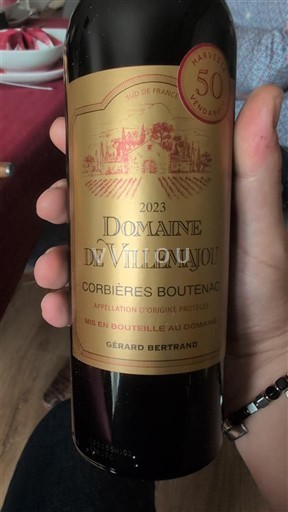 HARVEST
50
VENDANGES
SUD DE FRANCE
2023
DOMAINE
DE VILLEMAJOU
CORBIÈRES BOUTENAC
APPELLATION D'ORIGINE PROTÉGÉE
MIS EN BOUTEILLE AU DOMAINE
GÉRARD BERTRAND